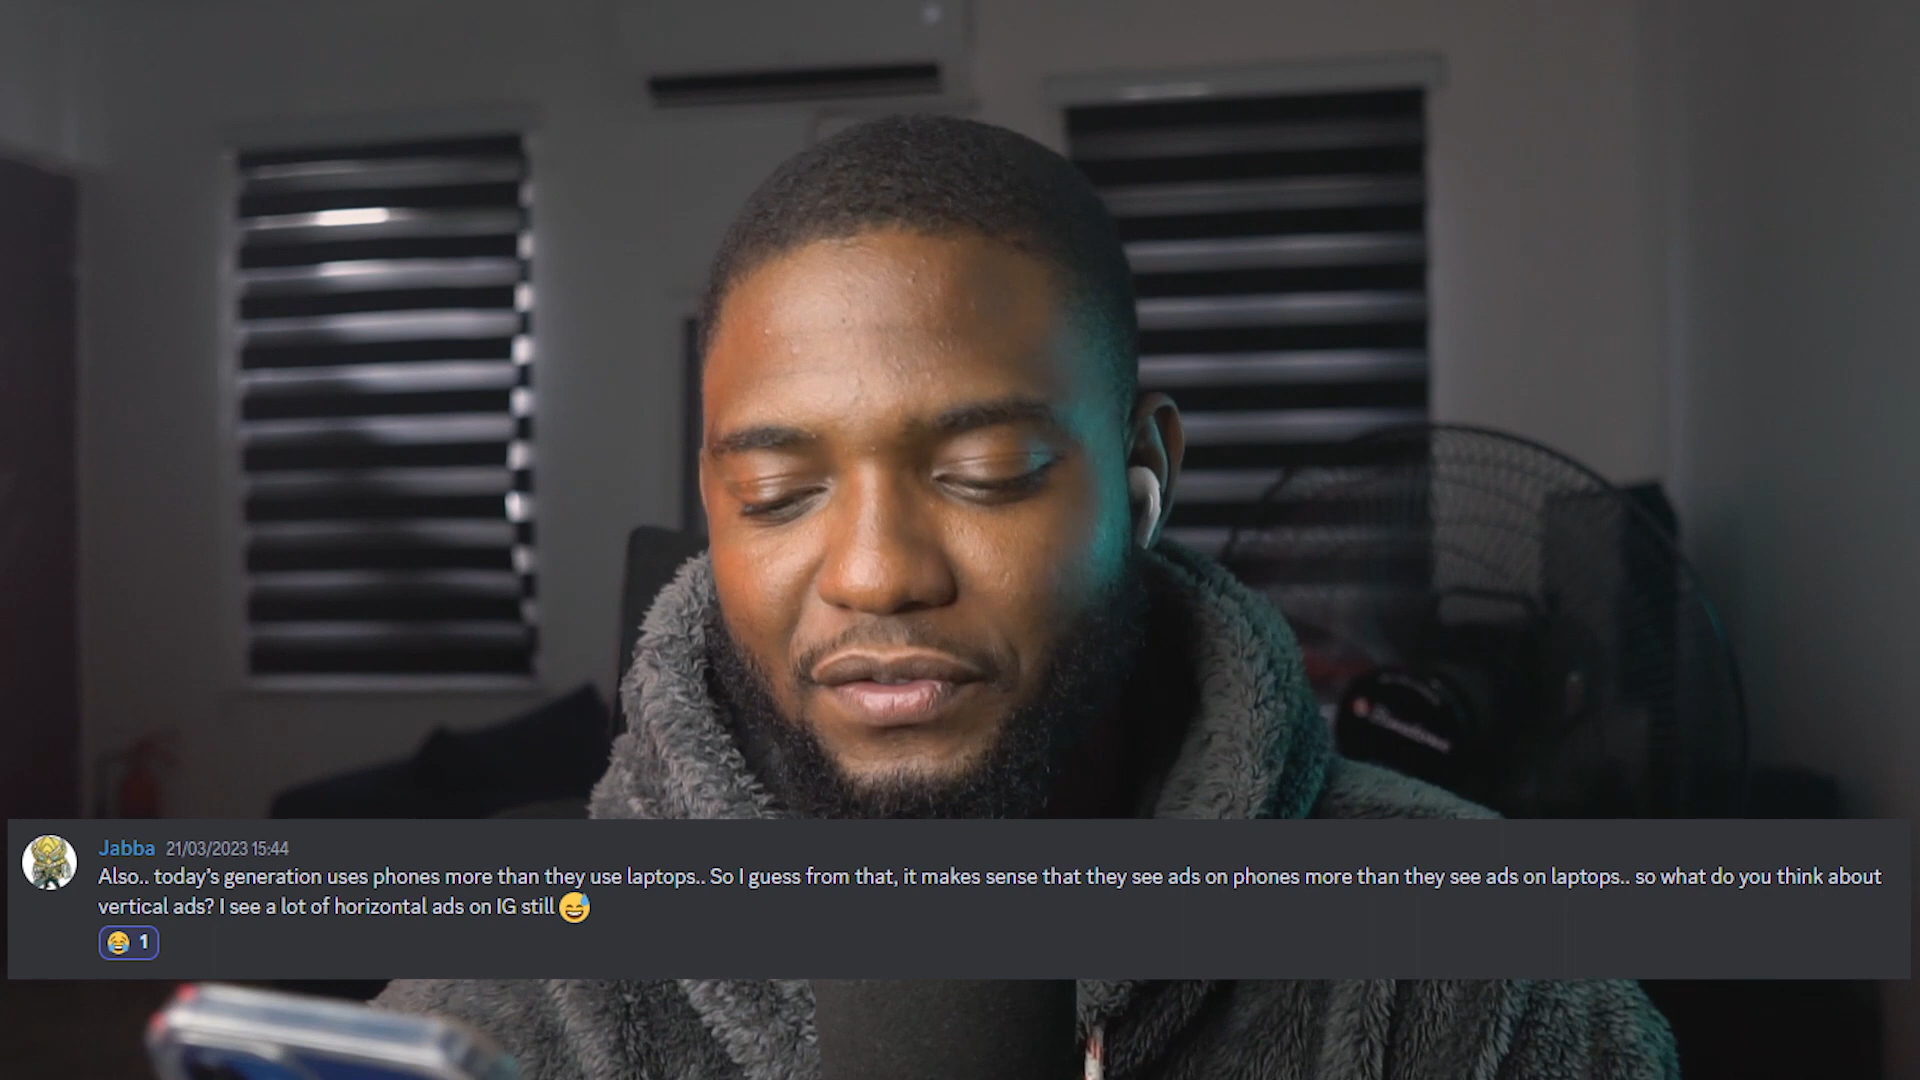 Jabba 21/03/2023 15:44
Also.. today's generation uses phones more than they use laptops.. So I guess from that, it makes sense that they see ads on phones more than they see ads on laptops.. so what do you think about
vertical ads? I see a lot of horizontal ads on IG still 😅
😂 1